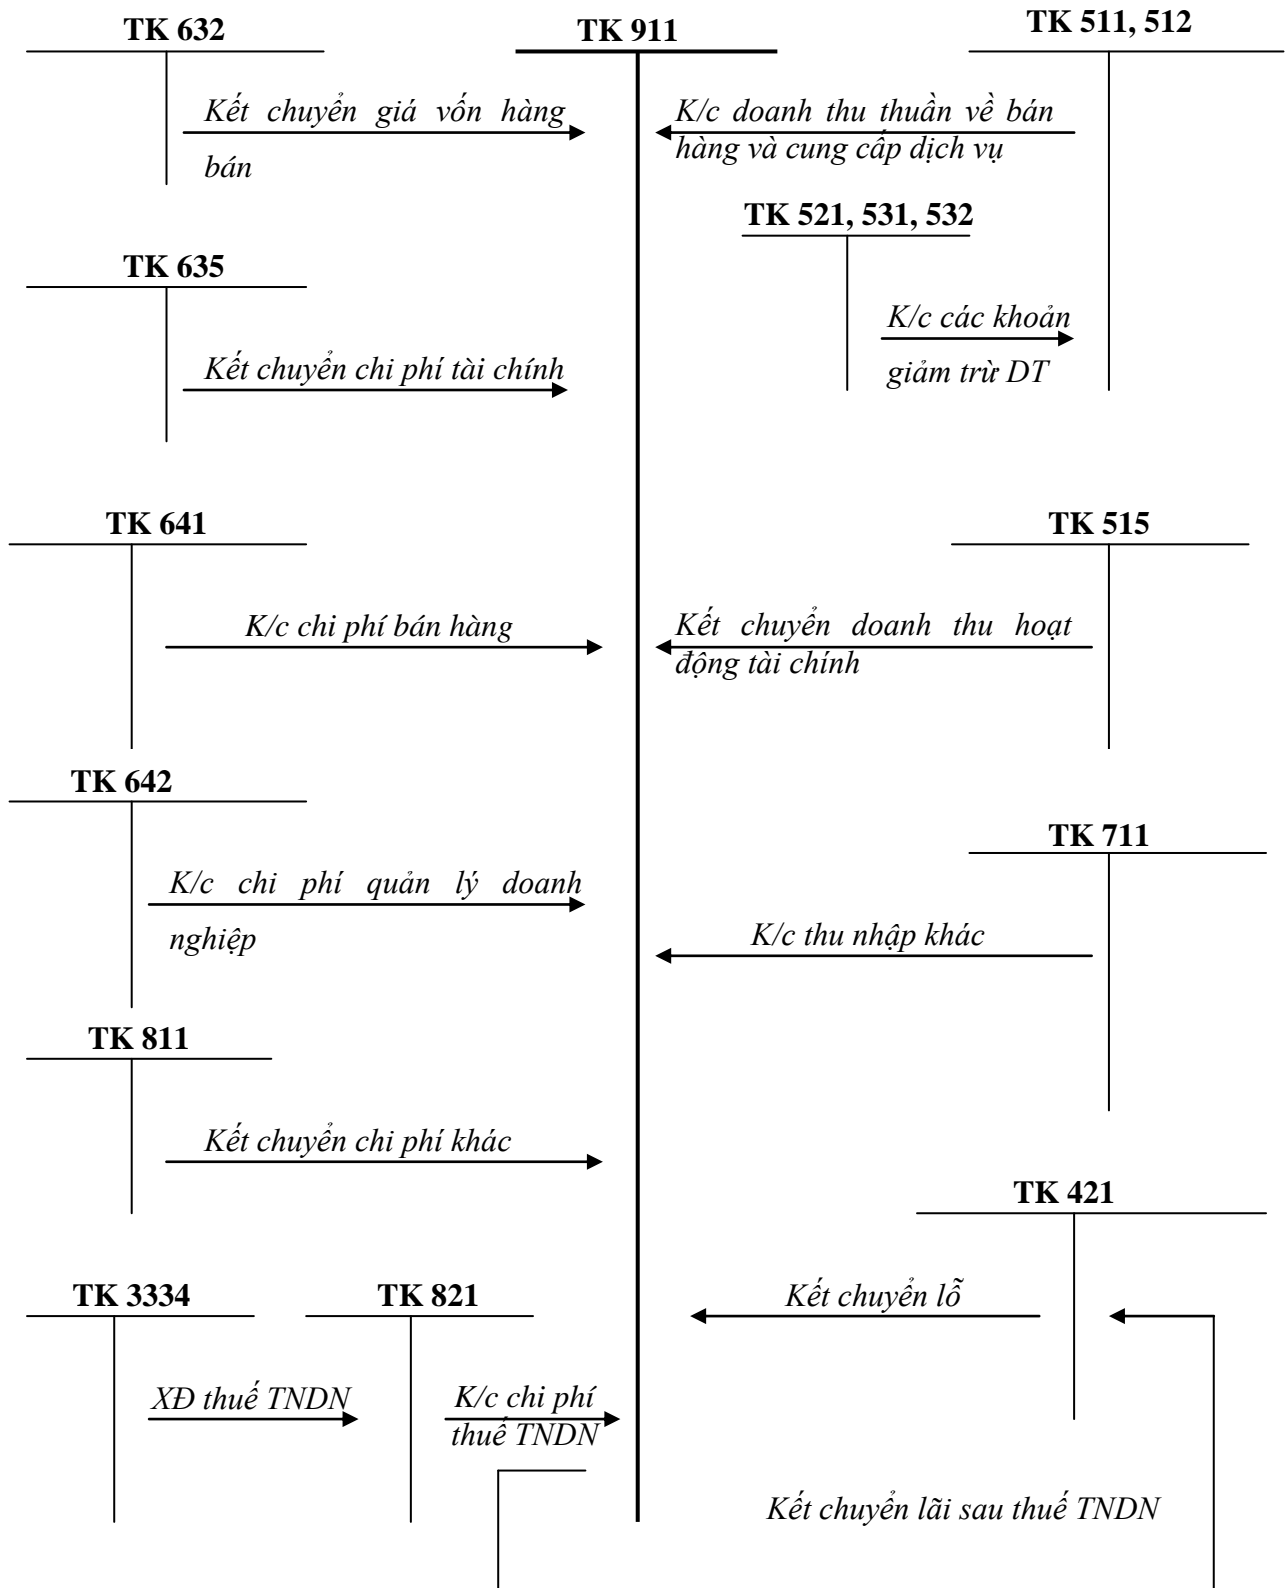 TK 632
TK 911
TK 511, 512
Kết chuyển giá vốn hàng
bán
K/c doanh thu thuần về bán
hàng và cung cấp dịch vụ
TK 521, 531, 532
TK 635
K/c các khoản
giảm trừ DT
Kết chuyển chi phí tài chính
TK 641
TK 515
K/c chi phí bán hàng
Kết chuyển doanh thu hoạt
động tài chính
TK 642
TK 711
K/c chi phí quản lý doanh
nghiệp
K/c thu nhập khác
TK 811
Kết chuyển chi phí khác
TK 421
TK 3334
TK 821
Kết chuyển lỗ
XĐ thuế TNDN
K/c chi phí
thuế TNDN
Kết chuyển lãi sau thuế TNDN